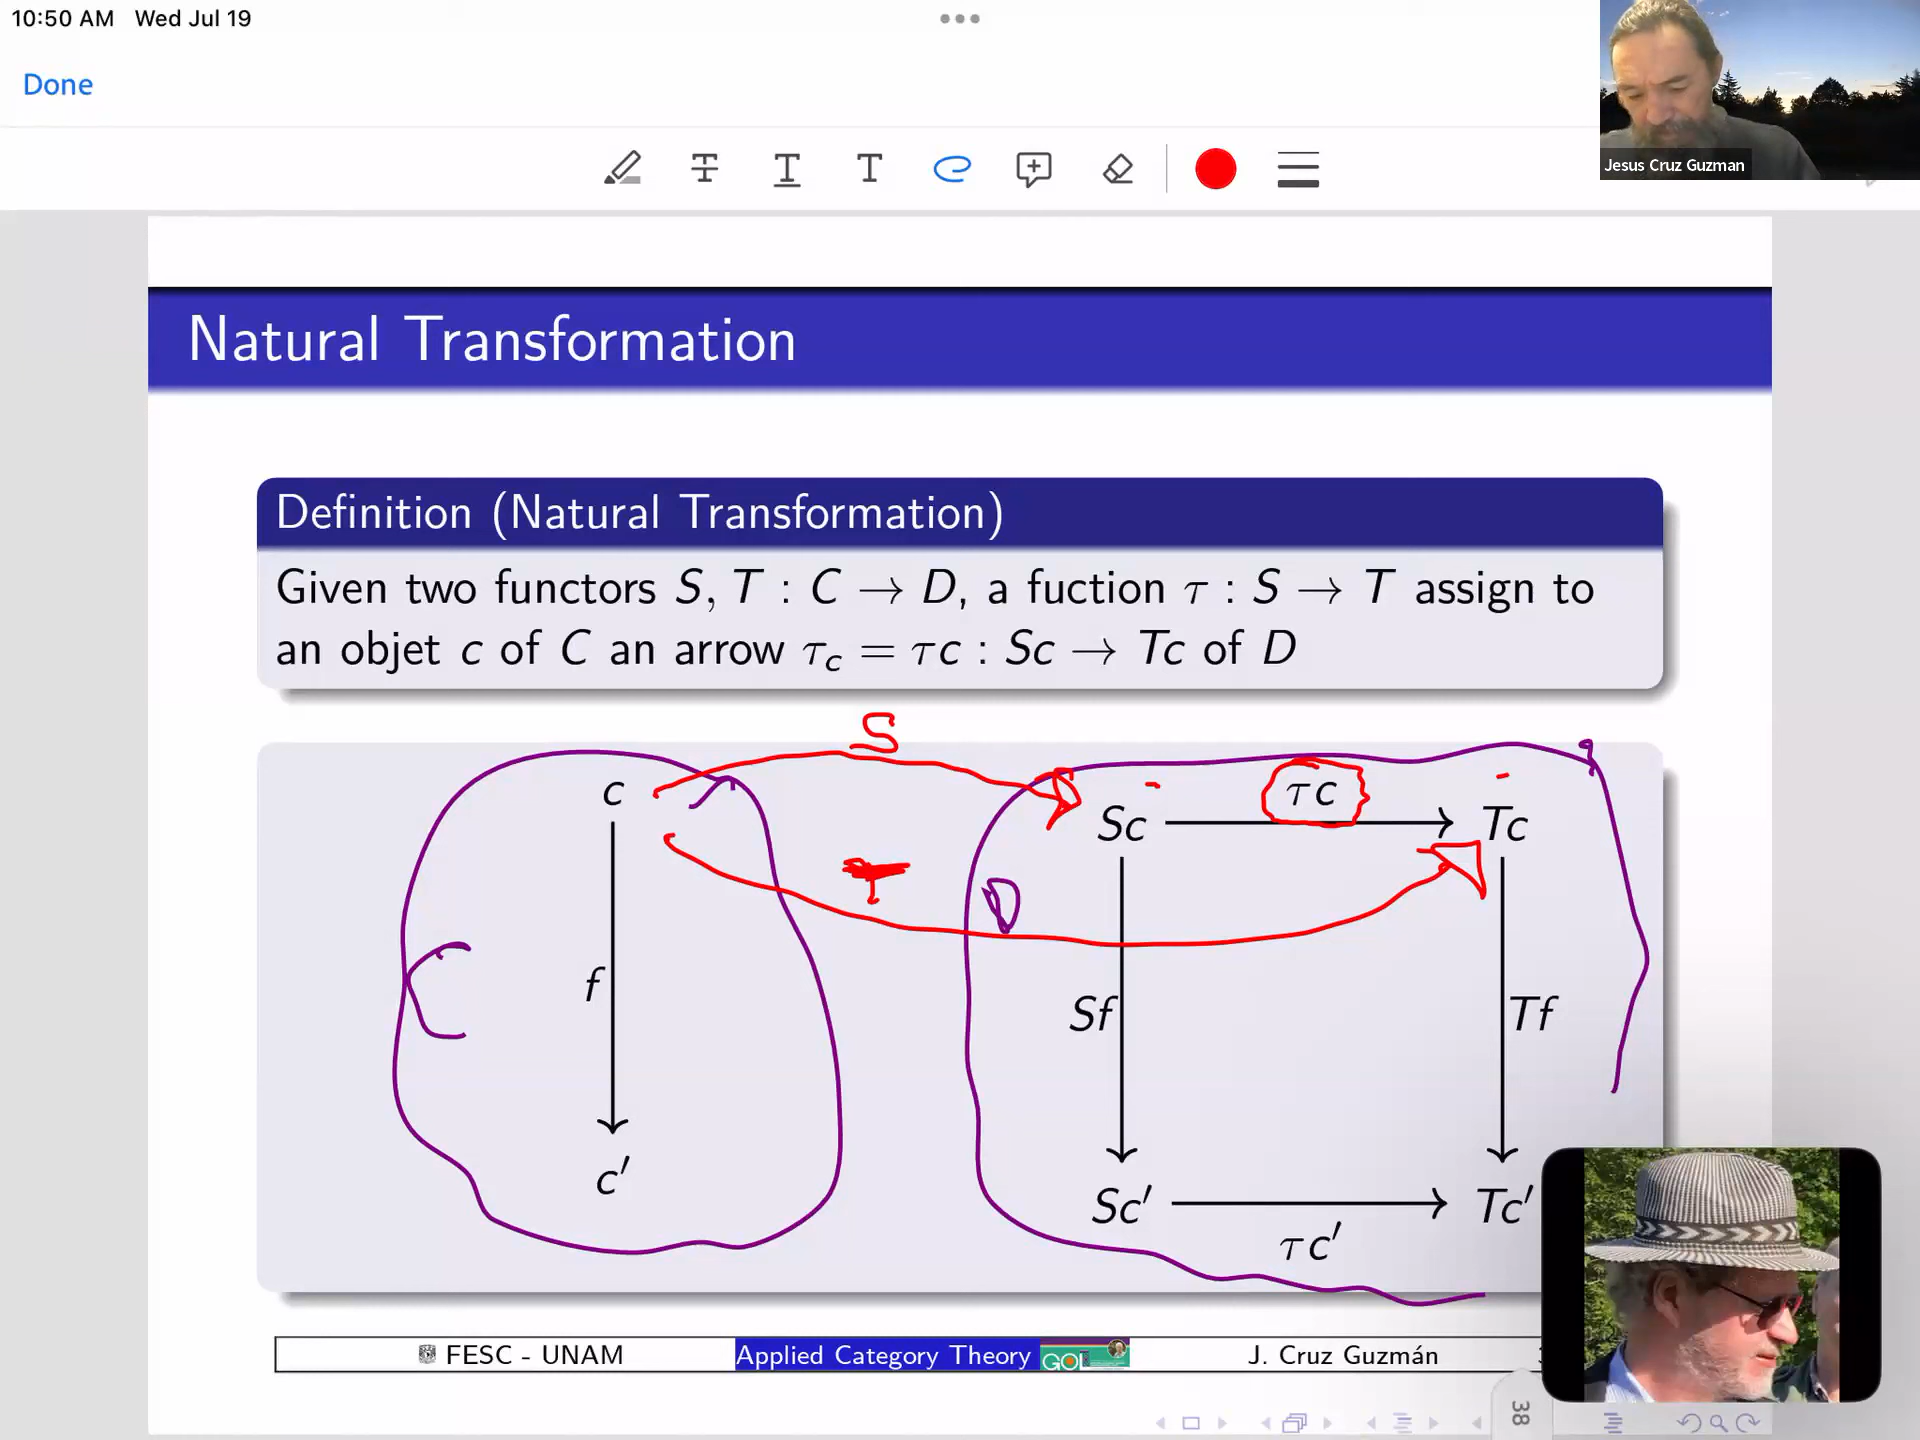 10:50 AM Wed Jul 19
Done
T T T
Jesus Cruz Guzman
Natural Transformation
Definition (Natural Transformation)
Given two functors S, T : C → D, a fuction τ : S → T assign to
an objet c of C an arrow τ_c = τc : Sc → Tc of D
S
c
Sc
τc
Tc
T
D
C
f
Sf
Tf
c′
Sc′
Tc′
τc′
FESC - UNAM
Applied Category Theory
GOL
J. Cruz Guzmán
38